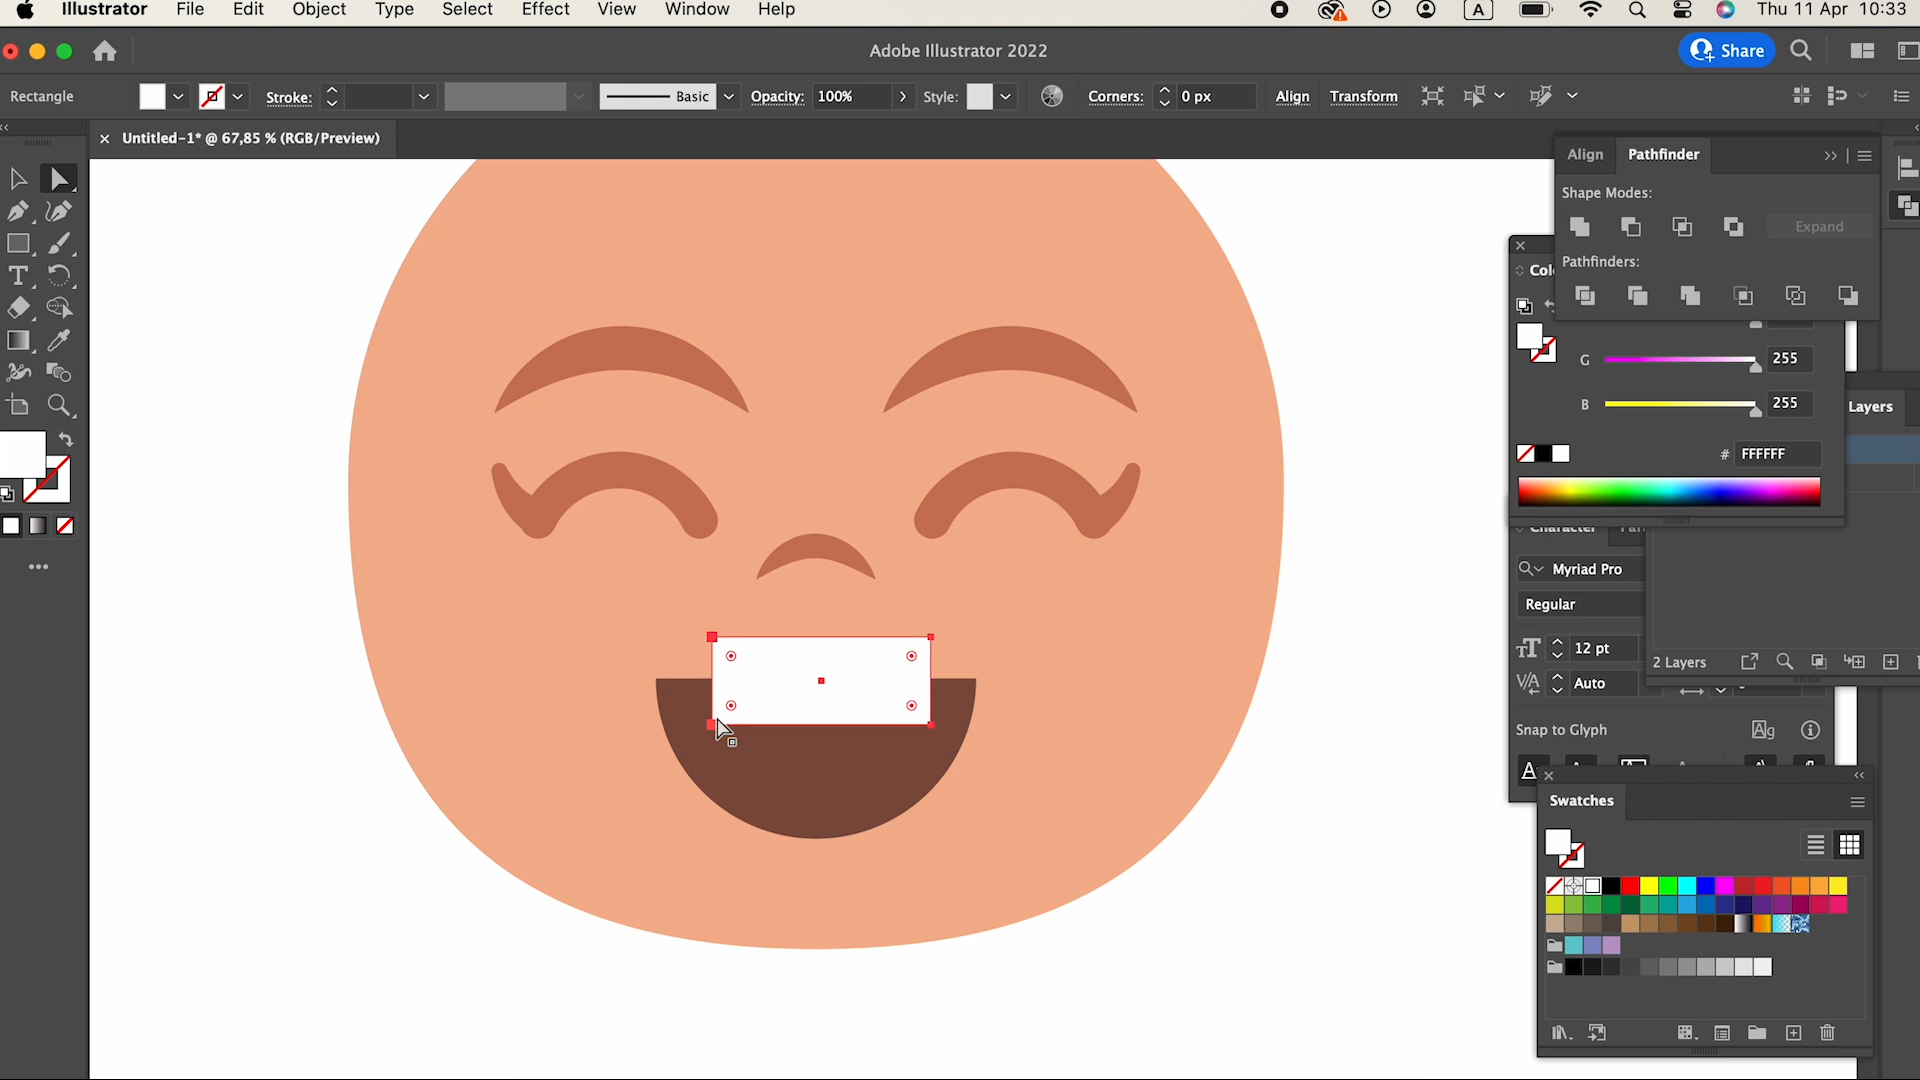 Illustrator File Edit Object Type Select Effect View Window Help A Thu 11 Apr 10:33
Adobe Illustrator 2022 Share
Rectangle Stroke: Basic Opacity: 100% Style: Corners: 0 px Align Transform
Untitled-1* @ 67,85 % (RGB/Preview)
Align Pathfinder
Shape Modes:
Expand
Pathfinders:
G 255
B 255
Layers
# FFFFFF
Character
Myriad Pro
Regular
12 pt
2 Layers
Auto
Snap to Glyph
Swatches